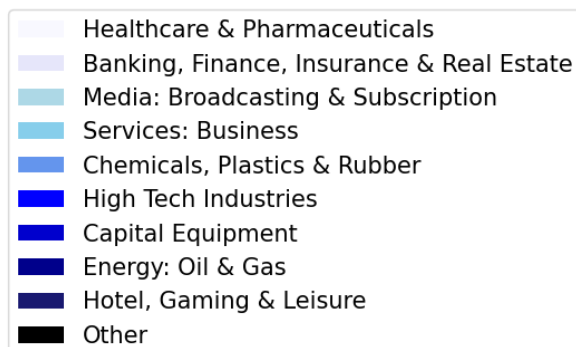 Healthcare & Pharmaceuticals
Banking, Finance, Insurance & Real Estate
Media: Broadcasting & Subscription
Services: Business
Chemicals, Plastics & Rubber
High Tech Industries
Capital Equipment
Energy: Oil & Gas
Hotel, Gaming & Leisure
Other